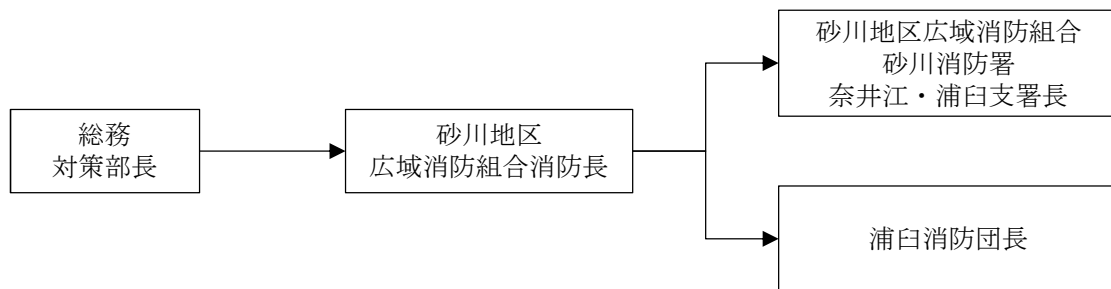 総務
対策部長
砂川地区
広域消防組合消防長
砂川地区広域消防組合
砂川消防署
奈井江・浦臼支署長
浦臼消防団長